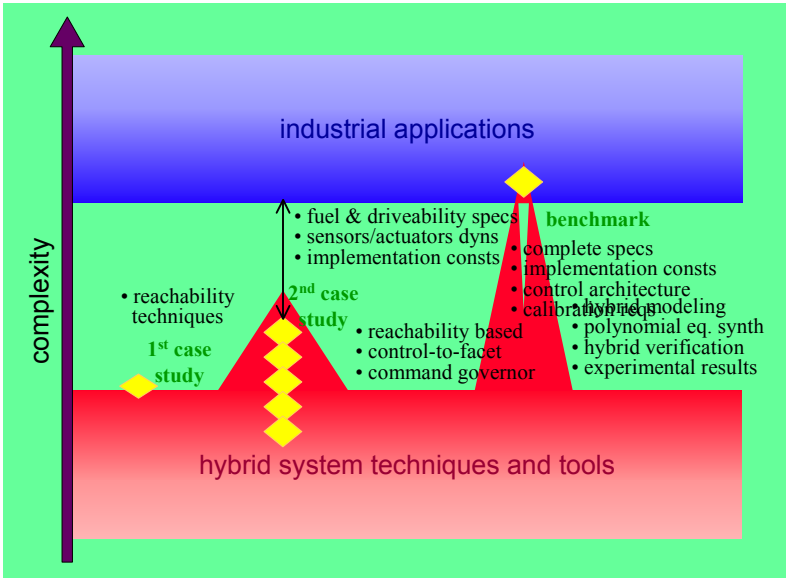 complexity
industrial applications
• fuel & driveability specs
• sensors/actuators dyns
• implementation consts
benchmark
• complete specs
• implementation consts
• control architecture
• calibration reqs
• reachability
techniques
1st case
study
2nd case
study
• reachability based
• control-to-facet
• command governor
• hybrid modeling
• polynomial eq. synth
• hybrid verification
• experimental results
hybrid system techniques and tools